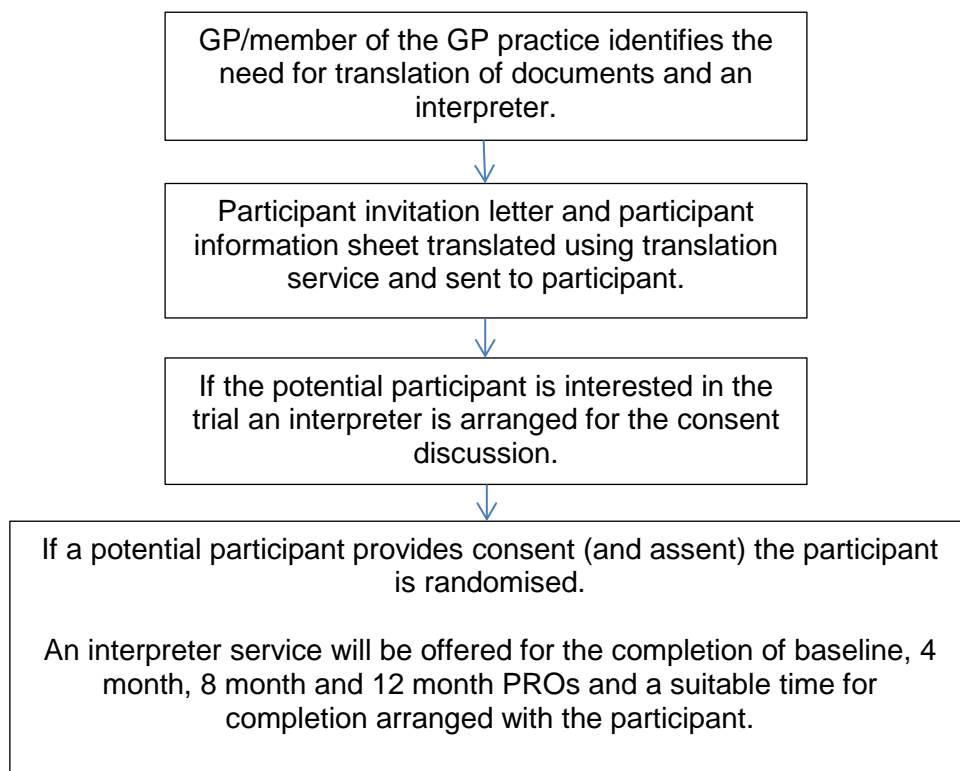 GP/member of the GP practice identifies the
need for translation of documents and an
interpreter.
Participant invitation letter and participant
information sheet translated using translation
service and sent to participant.
If the potential participant is interested in the
trial an interpreter is arranged for the consent
discussion.
If a potential participant provides consent (and assent) the participant
is randomised.
An interpreter service will be offered for the completion of baseline, 4
month, 8 month and 12 month PROs and a suitable time for
completion arranged with the participant.